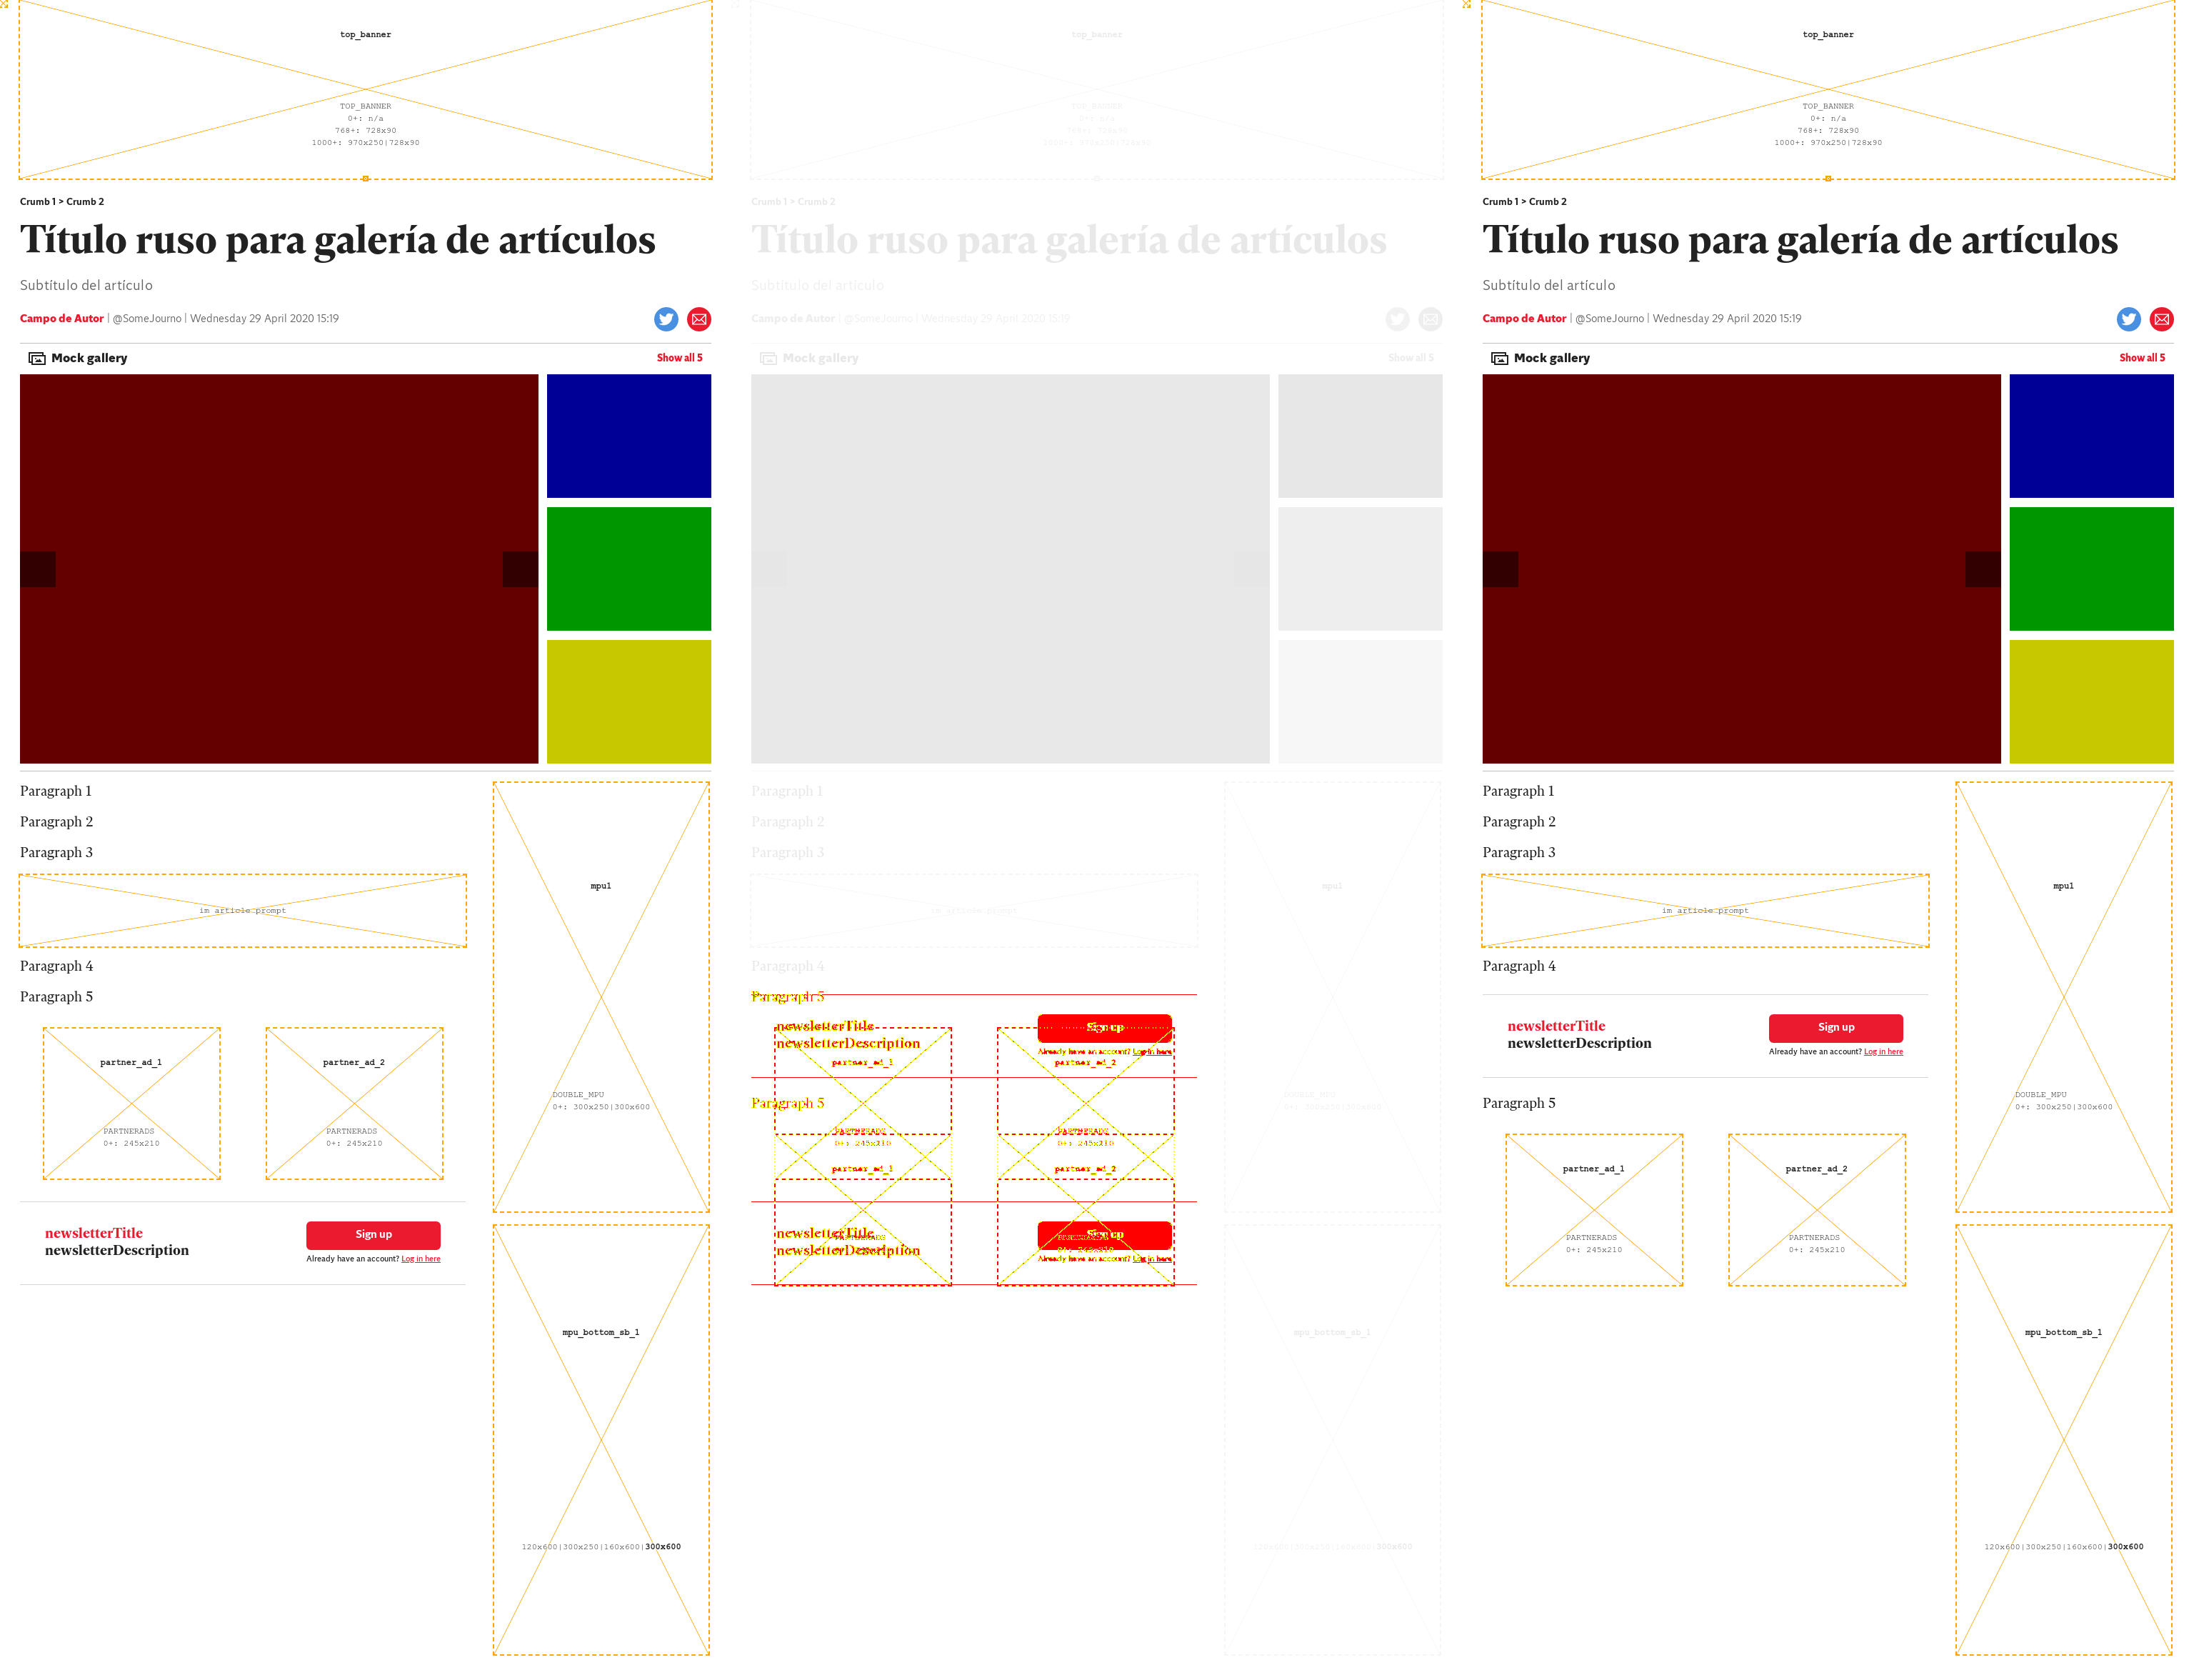 top_banner
TOP_BANNER
0+: n/a
768+: 728x90
1000+: 970x250|728x90
Crumb 1 > Crumb 2
Título ruso para galería de artículos
Subtítulo del artículo
Campo de Autor | @SomeJourno | Wednesday 29 April 2020 15:19
Mock gallery
Show all 5
Paragraph 1
Paragraph 2
Paragraph 3
im_article_prompt
Paragraph 4
Paragraph 5
partner_ad_1
partner_ad_2
PARTNERADS
0+: 245x210
PARTNERADS
0+: 245x210
newsletterTitle
newsletterDescription
Sign up
Already have an account? Log in here
mpu1
DOUBLE_MPU
0+: 300x250|300x600
mpu_bottom_sb_1
120x600|300x250|160x600|300x600
top_banner
TOP_BANNER
0+: n/a
768+: 728x90
1000+: 970x250|728x90
Crumb 1 > Crumb 2
Título ruso para galería de artículos
Subtítulo del artículo
Campo de Autor | @SomeJourno | Wednesday 29 April 2020 15:19
Mock gallery
Show all 5
Paragraph 1
Paragraph 2
Paragraph 3
im_article_prompt
Paragraph 4
Paragraph 5
newsletterTitle
newsletterDescription
Sign up
Already have an account? Log in here
partner_ad_1
partner_ad_2
Paragraph 5
PARTNERADS
0+: 245x210
PARTNERADS
0+: 245x210
partner_ad_1
partner_ad_2
newsletterTitle
newsletterDescription
Sign up
Already have an account? Log in here
mpu1
DOUBLE_MPU
0+: 300x250|300x600
mpu_bottom_sb_1
120x600|300x250|160x600|300x600
top_banner
TOP_BANNER
0+: n/a
768+: 728x90
1000+: 970x250|728x90
Crumb 1 > Crumb 2
Título ruso para galería de artículos
Subtítulo del artículo
Campo de Autor | @SomeJourno | Wednesday 29 April 2020 15:19
Mock gallery
Show all 5
Paragraph 1
Paragraph 2
Paragraph 3
im_article_prompt
Paragraph 4
newsletterTitle
newsletterDescription
Sign up
Already have an account? Log in here
Paragraph 5
partner_ad_1
partner_ad_2
PARTNERADS
0+: 245x210
PARTNERADS
0+: 245x210
mpu1
DOUBLE_MPU
0+: 300x250|300x600
mpu_bottom_sb_1
120x600|300x250|160x600|300x600